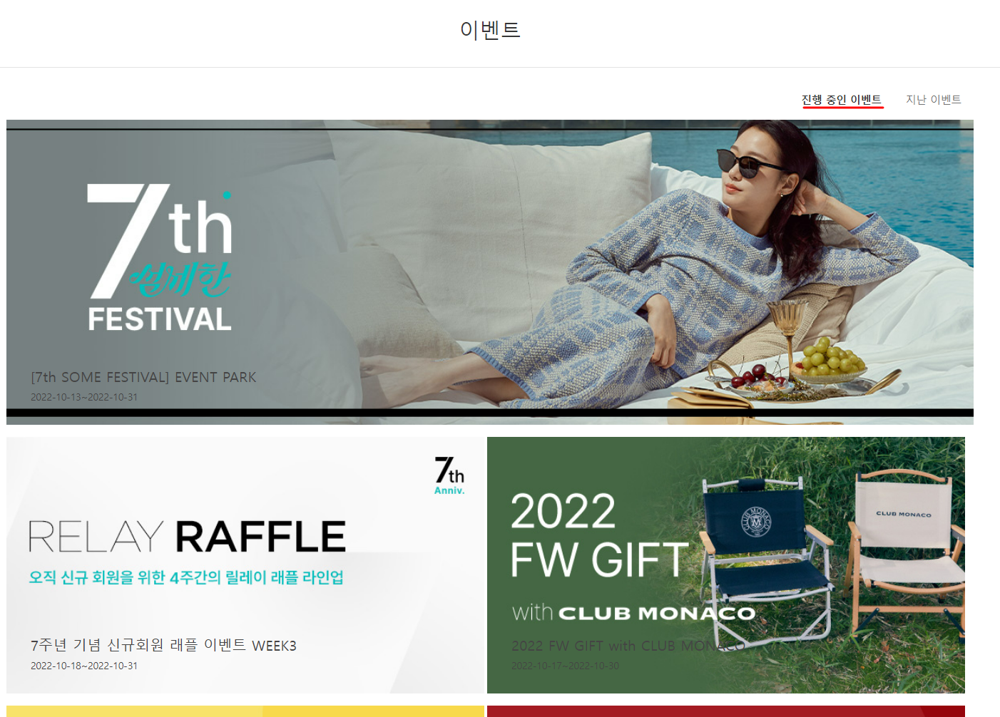 이벤트
진행 중인 이벤트 지난 이벤트
7th
섬세한
FESTIVAL
[7th SOME FESTIVAL] EVENT PARK
2022-10-13~2022-10-31
7th
Anniv.
RELAY RAFFLE
오직 신규 회원을 위한 4주간의 릴레이 래플 라인업
7주년 기념 신규회원 래플 이벤트 WEEK3
2022-10-18~2022-10-31
2022
FW GIFT
with CLUB MONACO
2022 FW GIFT with CLUB MONACO
2022-10-17~2022-10-30
CLUB MONACO
M
CLUB MONACO